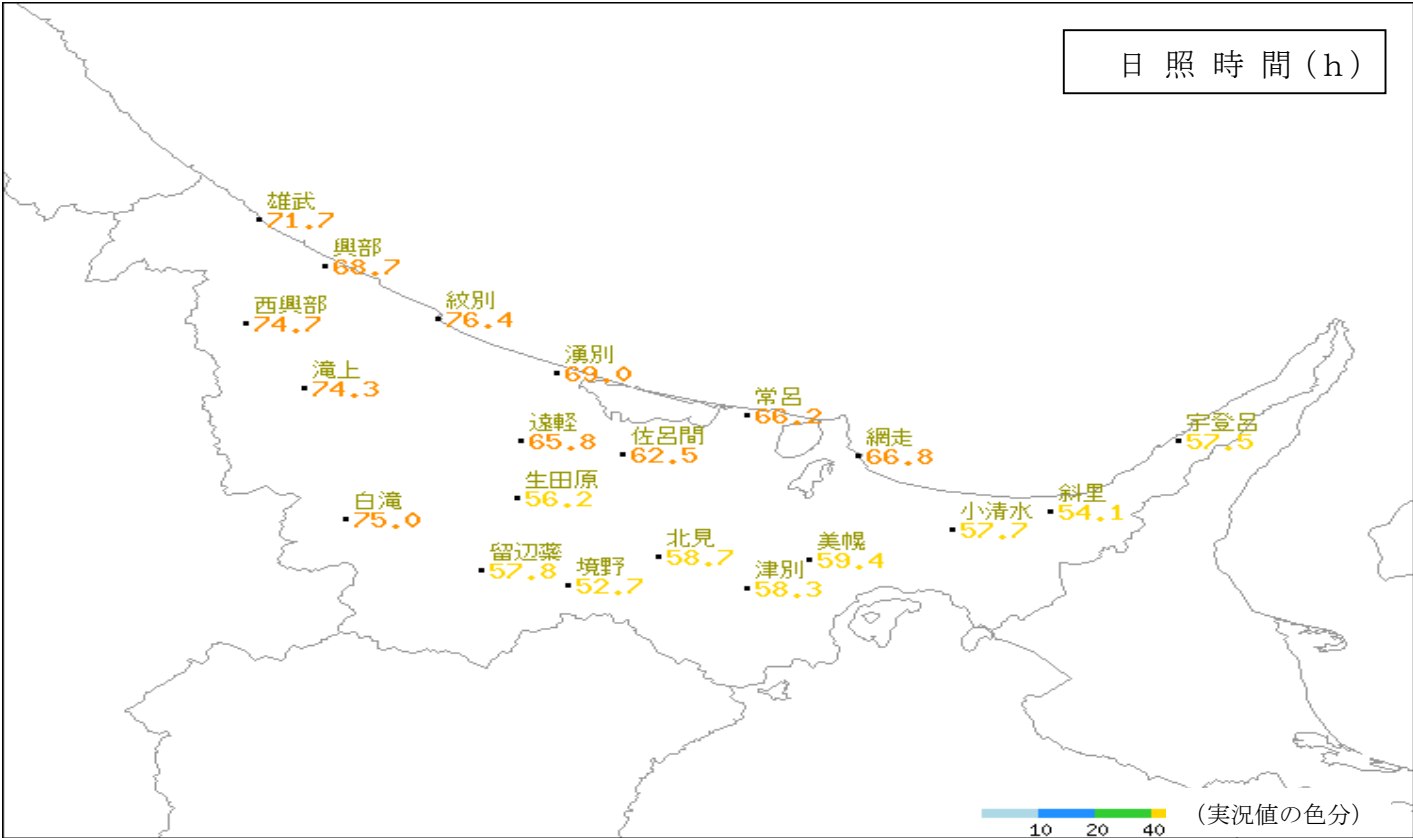 日 照 時 間 (ｈ)
雄武
71.7
興部
68.7
西興部
74.7
紋別
76.4
滝上
74.3
湧別
69.0
常呂
66.2
遠軽
65.8
佐呂間
62.5
網走
66.8
宇登呂
57.5
生田原
56.2
白滝
75.0
斜里
54.1
小清水
57.7
北見
58.7
美幌
59.4
留辺蘂
57.8
境野
52.7
津別
58.3
10 20 40
（実況値の色分）